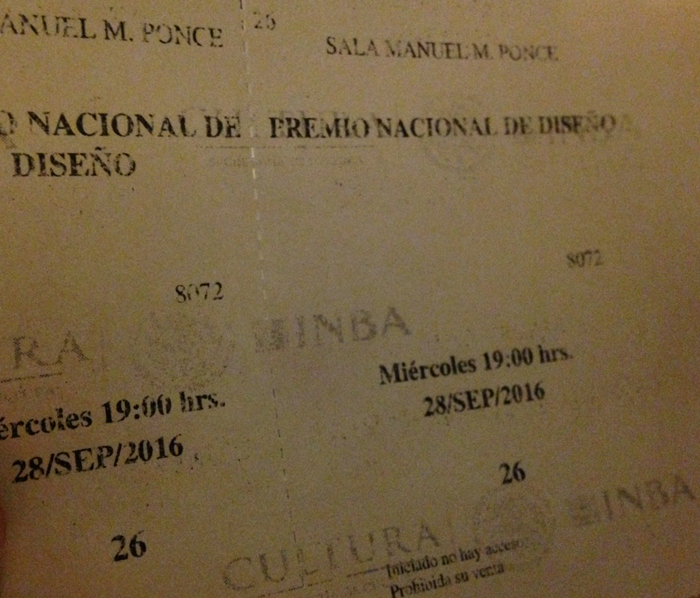 ANUEL M. PONCE
26
SALA MANUEL M. PONCE
O NACIONAL DE
DISEÑO
PREMIO NACIONAL DE DISEÑO
8072
8072
RA
INBA
ércoles 19:00 hrs.
28/SEP/2016
26
Miércoles 19:00 hrs.
28/SEP/2016
26
CULTURA
INBA
Iniciado no hay acceso
Prohibida su venta